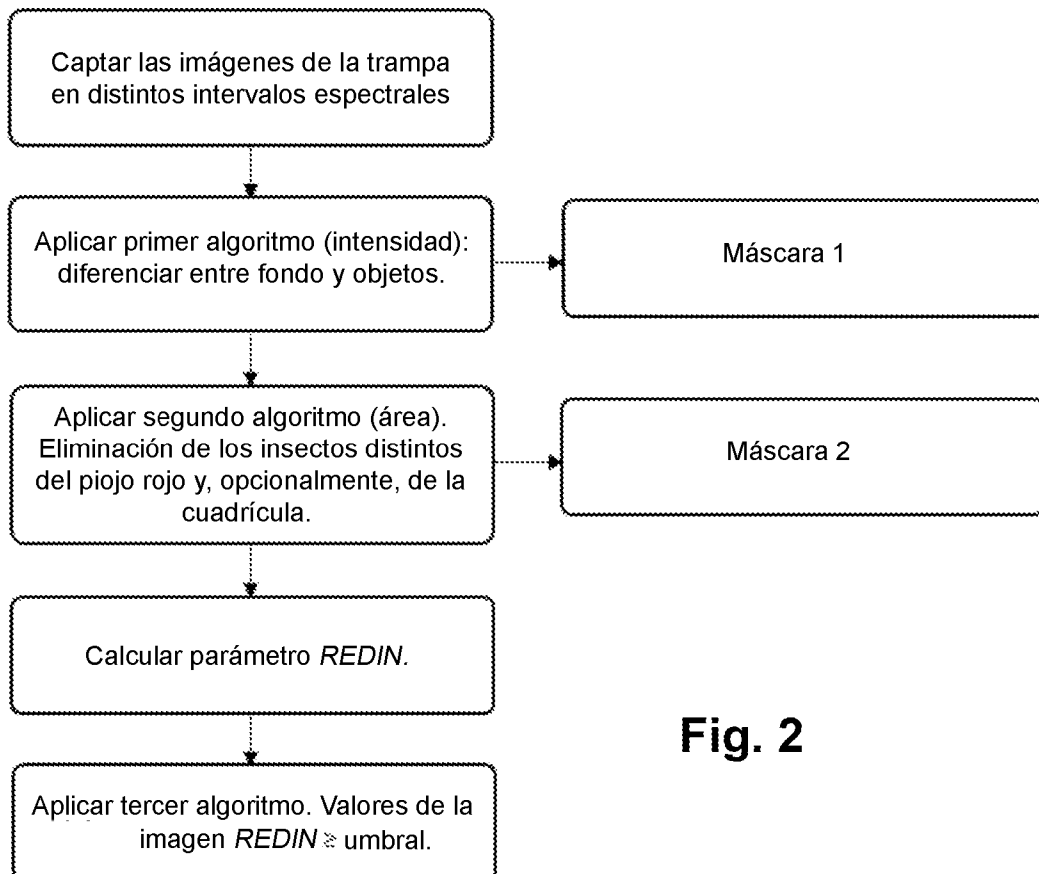 Captar las imágenes de la trampa
en distintos intervalos espectrales
Aplicar primer algoritmo (intensidad):
diferenciar entre fondo y objetos.
Máscara 1
Aplicar segundo algoritmo (área).
Eliminación de los insectos distintos
del piojo rojo y, opcionalmente, de la
cuadrícula.
Máscara 2
Calcular parámetro REDIN.
Aplicar tercer algoritmo. Valores de la
imagen REDIN ≥ umbral.
Fig. 2